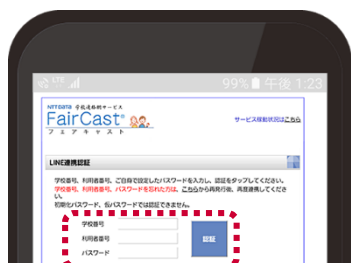 LTE 99% 午後 1:23
NTT DATA 学校連絡網サービス
FairCast®
フェアキャスト
サービス稼動状況はこちら
LINE連携認証
学校番号、利用者番号、ご自身で設定したパスワードを入力し、認証をタップしてください。
学校番号、利用者番号、パスワードを忘れた方は、こちらから再発行後、再度連携してくださ
い。
初期化パスワード、仮パスワードでは認証できません。
学校番号
利用者番号
認証
パスワード